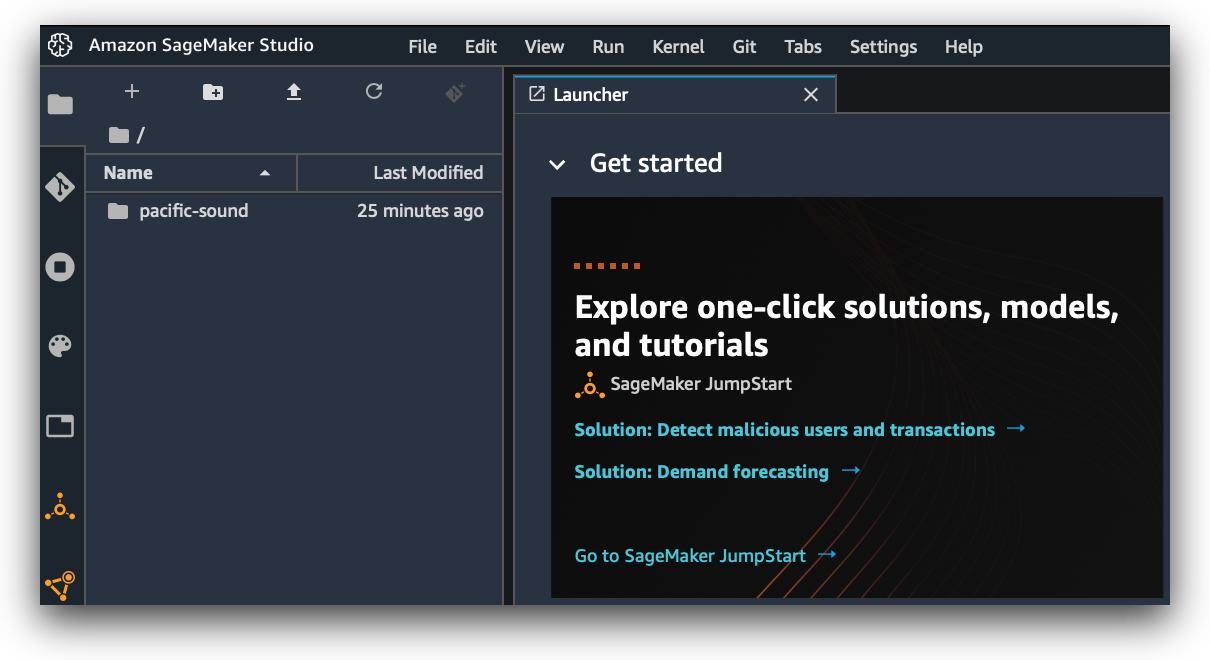 Amazon SageMaker Studio File Edit View Run Kernel Git Tabs Settings Help
/
Name Last Modified
pacific-sound 25 minutes ago
Launcher
Get started
Explore one-click solutions, models,
and tutorials
SageMaker JumpStart
Solution: Detect malicious users and transactions →
Solution: Demand forecasting →
Go to SageMaker JumpStart →